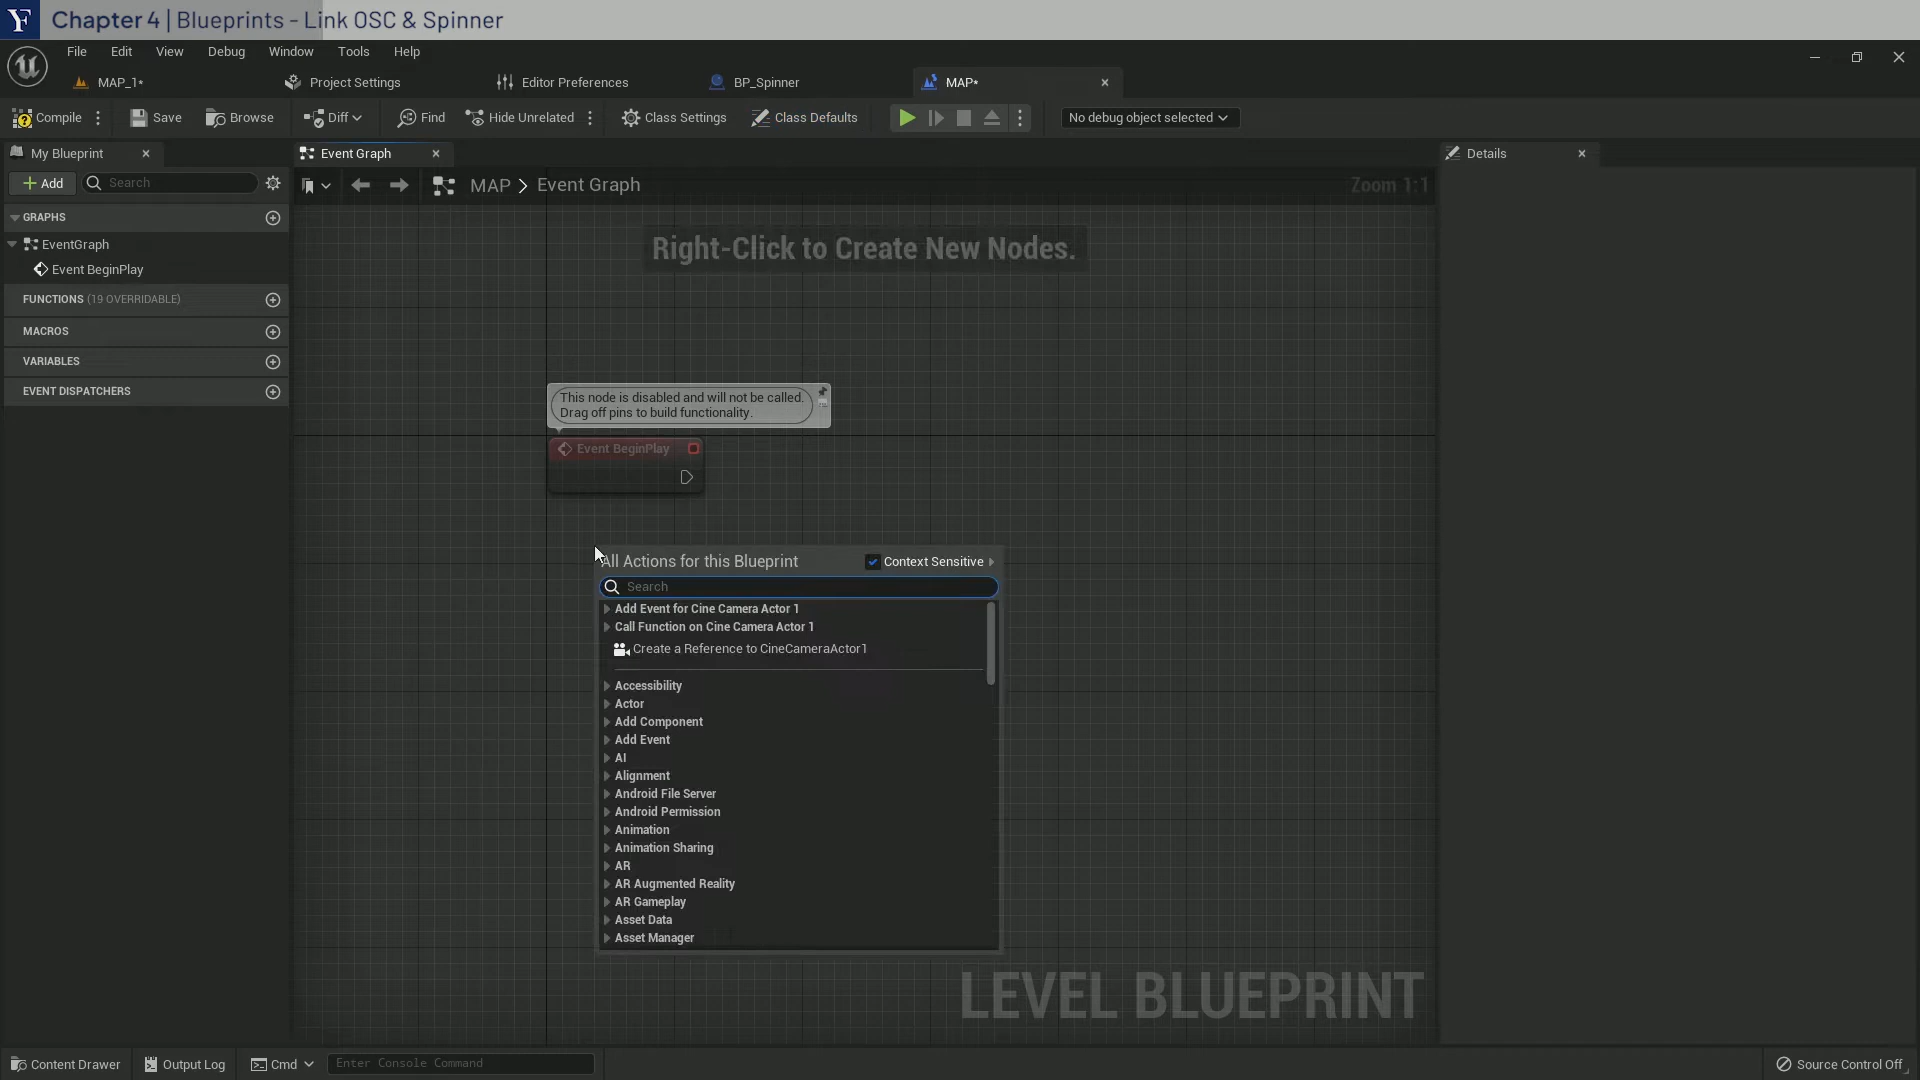 Chapter 4 | Blueprints - Link OSC & Spinner
File Edit View Debug Window Tools Help
MAP_1* Project Settings Editor Preferences BP_Spinner MAP*
Compile Save Browse Diff Find Hide Unrelated Class Settings Class Defaults No debug object selected
My Blueprint Event Graph Details
Add Search MAP > Event Graph Zoom 1:1
GRAPHS
EventGraph
Event BeginPlay
FUNCTIONS (19 OVERRIDABLE)
MACROS
VARIABLES
EVENT DISPATCHERS
Right-Click to Create New Nodes.
This node is disabled and will not be called.
Drag off pins to build functionality.
Event BeginPlay
All Actions for this Blueprint Context Sensitive
Search
Add Event for Cine Camera Actor 1
Call Function on Cine Camera Actor 1
Create a Reference to CineCameraActor1
Accessibility
Actor
Add Component
Add Event
AI
Alignment
Android File Server
Android Permission
Animation
Animation Sharing
AR
AR Augmented Reality
AR Gameplay
Asset Data
Asset Manager
LEVEL BLUEPRINT
Content Drawer Output Log Cmd Enter Console Command Source Control Off